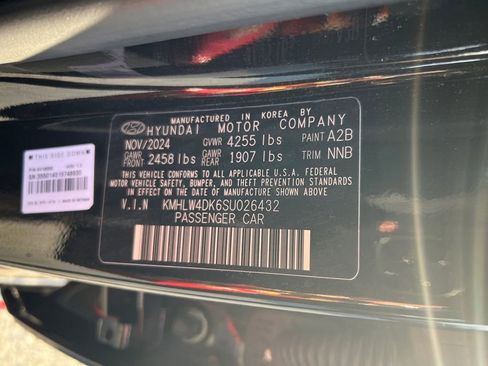 MANUFACTURED IN KOREA BY
HYUNDAI MOTOR COMPANY
NOV/2024 GVWR 4255 lbs PAINT A2B
GAWR FRONT 2458 lbs GAWR REAR 1907 lbs TRIM NNB
THIS VEHICLE CONFORMS TO ALL APPLICABLE U.S.A. FEDERAL
MOTOR VEHICLE SAFETY, BUMPER, AND THEFT PREVENTION
STANDARDS IN EFFECT ON THE DATE OF MANUFACTURE SHOWN ABOVE.
V.I.N KMHLW4DK6SU026432
PASSENGER CAR
THIS SIDE DOWN